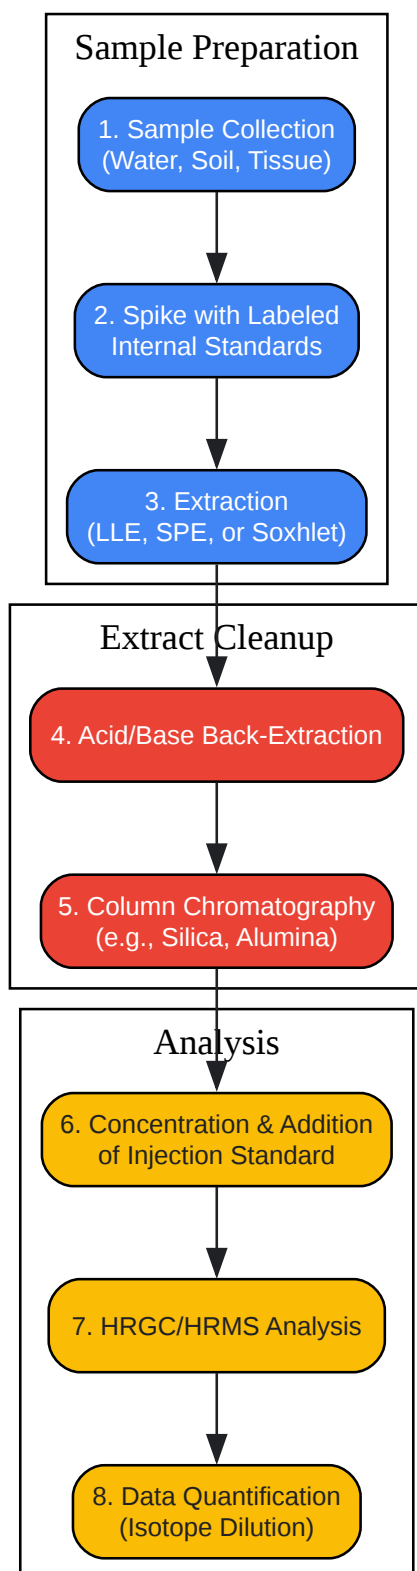 Sample Preparation
1. Sample Collection
(Water, Soil, Tissue)
2. Spike with Labeled
Internal Standards
3. Extraction
(LLE, SPE, or Soxhlet)
Extract Cleanup
4. Acid/Base Back-Extraction
5. Column Chromatography
(e.g., Silica, Alumina)
Analysis
6. Concentration & Addition
of Injection Standard
7. HRGC/HRMS Analysis
8. Data Quantification
(Isotope Dilution)